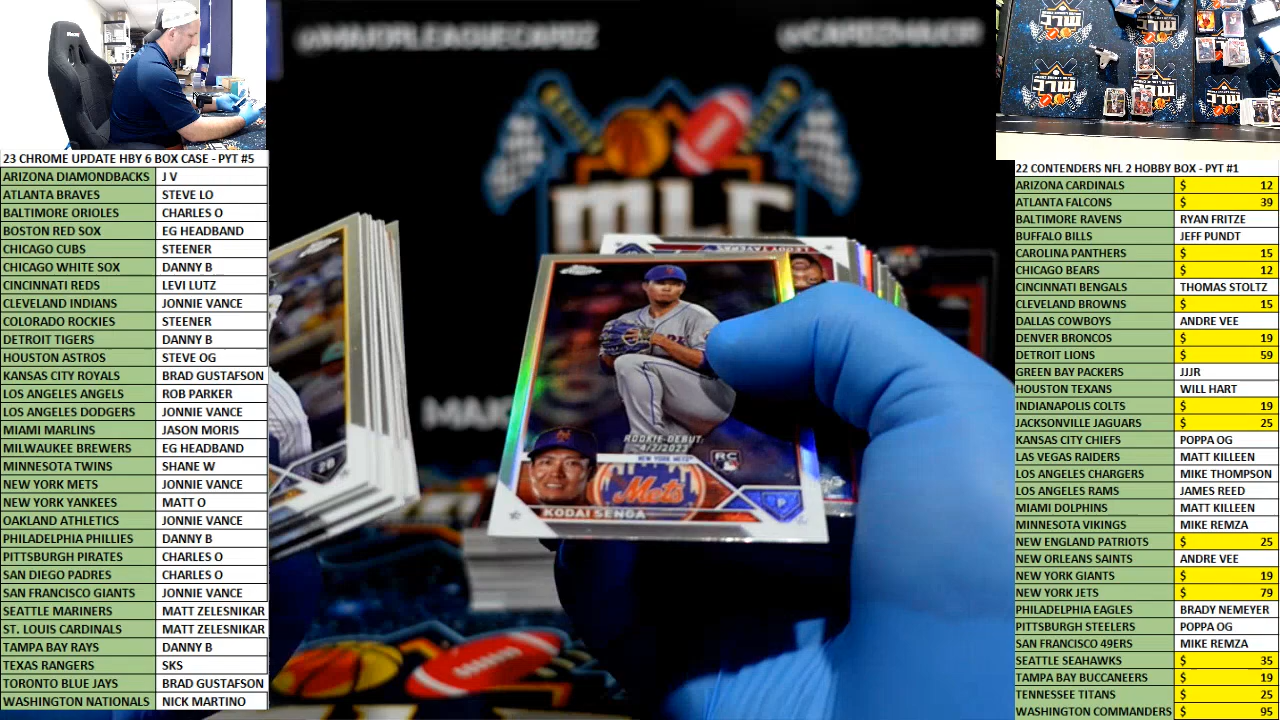 @MAJORLEAGUECARDZ
MLC
23 CHROME UPDATE HBY 6 BOX CASE - PYT #5
ARIZONA DIAMONDBACKS J V
ATLANTA BRAVES STEVE LO
BALTIMORE ORIOLES CHARLES O
BOSTON RED SOX EG HEADBAND
CHICAGO CUBS STEENER
CHICAGO WHITE SOX DANNY B
CINCINNATI REDS LEVI LUTZ
CLEVELAND INDIANS JONNIE VANCE
COLORADO ROCKIES STEENER
DETROIT TIGERS DANNY B
HOUSTON ASTROS STEVE OG
KANSAS CITY ROYALS BRAD GUSTAFSON
LOS ANGELES ANGELS ROB PARKER
LOS ANGELES DODGERS JONNIE VANCE
MIAMI MARLINS JASON MORIS
MILWAUKEE BREWERS EG HEADBAND
MINNESOTA TWINS SHANE W
NEW YORK METS JONNIE VANCE
NEW YORK YANKEES MATT O
OAKLAND ATHLETICS JONNIE VANCE
PHILADELPHIA PHILLIES DANNY B
PITTSBURGH PIRATES CHARLES O
SAN DIEGO PADRES CHARLES O
SAN FRANCISCO GIANTS JONNIE VANCE
SEATTLE MARINERS MATT ZELESNIKAR
ST. LOUIS CARDINALS MATT ZELESNIKAR
TAMPA BAY RAYS DANNY B
TEXAS RANGERS SKS
TORONTO BLUE JAYS BRAD GUSTAFSON
WASHINGTON NATIONALS NICK MARTINO
LEODY TAVERAS
ROOKIE DEBUT:
4/2/2023
RC
NEW YORK METS
Mets
P
KODAI SENGA
22 CONTENDERS NFL 2 HOBBY BOX - PYT #1
ARIZONA CARDINALS $ 12
ATLANTA FALCONS $ 39
BALTIMORE RAVENS RYAN FRITZE
BUFFALO BILLS JEFF PUNDT
CAROLINA PANTHERS $ 15
CHICAGO BEARS $ 12
CINCINNATI BENGALS THOMAS STOLTZ
CLEVELAND BROWNS $ 15
DALLAS COWBOYS ANDRE VEE
DENVER BRONCOS $ 19
DETROIT LIONS $ 59
GREEN BAY PACKERS JJJR
HOUSTON TEXANS WILL HART
INDIANAPOLIS COLTS $ 19
JACKSONVILLE JAGUARS $ 25
KANSAS CITY CHIEFS POPPA OG
LAS VEGAS RAIDERS MATT KILLEEN
LOS ANGELES CHARGERS MIKE THOMPSON
LOS ANGELES RAMS JAMES REED
MIAMI DOLPHINS MATT KILLEEN
MINNESOTA VIKINGS MIKE REMZA
NEW ENGLAND PATRIOTS $ 25
NEW ORLEANS SAINTS ANDRE VEE
NEW YORK GIANTS $ 19
NEW YORK JETS $ 79
PHILADELPHIA EAGLES BRADY NEMEYER
PITTSBURGH STEELERS POPPA OG
SAN FRANCISCO 49ERS MIKE REMZA
SEATTLE SEAHAWKS $ 35
TAMPA BAY BUCCANEERS $ 19
TENNESSEE TITANS $ 25
WASHINGTON COMMANDERS $ 95